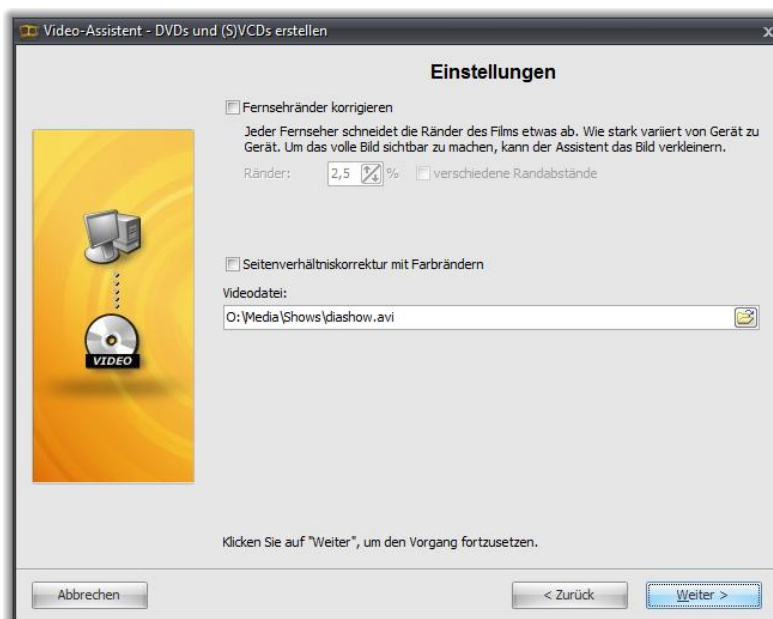 Video-Assistent - DVDs und (S)VCDs erstellen
x
Einstellungen
Fernsehränder korrigieren
Jeder Fernseher schneidet die Ränder des Films etwas ab. Wie stark variiert von Gerät zu
Gerät. Um das volle Bild sichtbar zu machen, kann der Assistent das Bild verkleinern.
Ränder: 2,5 % verschiedene Randabstände
Seitenverhältniskorrektur mit Farbrändern
Videodatei:
O:\Media\Shows\diashow.avi
VIDEO
Klicken Sie auf "Weiter", um den Vorgang fortzusetzen.
Abbrechen < Zurück Weiter >